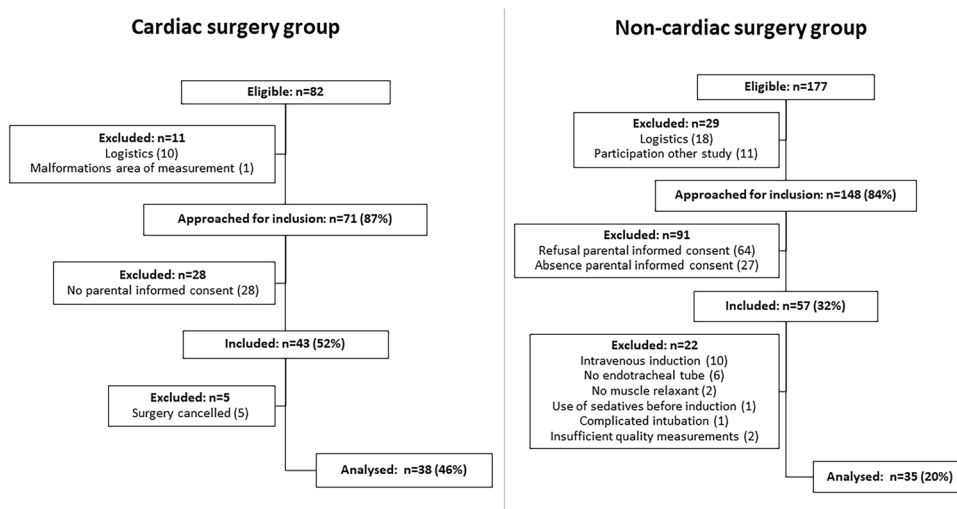 Cardiac surgery group
Eligible: n=82
Excluded: n=11
Logistics (10)
Malformations area of measurement (1)
Approached for inclusion: n=71 (87%)
Excluded: n=28
No parental informed consent (28)
Included: n=43 (52%)
Excluded: n=5
Surgery cancelled (5)
Analysed: n=38 (46%)
Non-cardiac surgery group
Eligible: n=177
Excluded: n=29
Logistics (18)
Participation other study (11)
Approached for inclusion: n=148 (84%)
Excluded: n=91
Refusal parental informed consent (64)
Absence parental informed consent (27)
Included: n=57 (32%)
Excluded: n=22
Intravenous induction (10)
No endotracheal tube (6)
No muscle relaxant (2)
Use of sedatives before induction (1)
Complicated intubation (1)
Insufficient quality measurements (2)
Analysed: n=35 (20%)